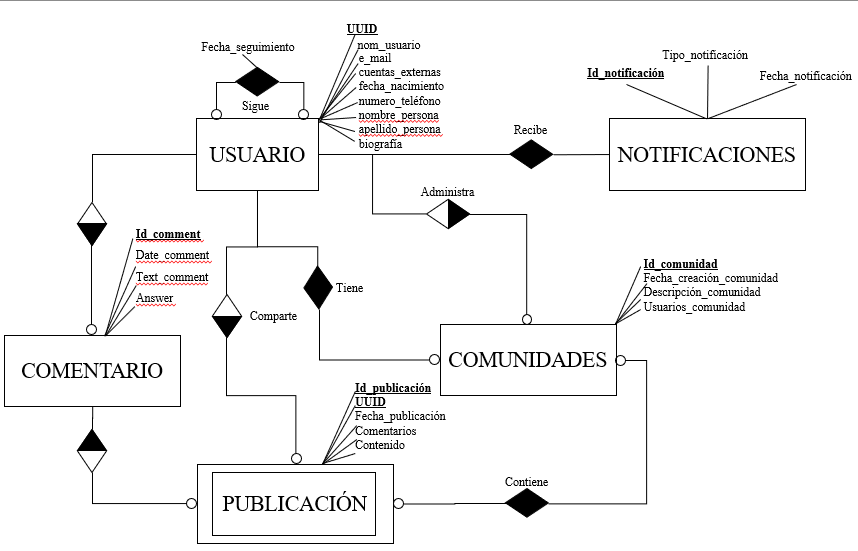 UUID
nom_usuario
e_mail
cuentas_externas
fecha_nacimiento
numero_teléfono
nombre_persona
apellido_persona
biografía
Fecha_seguimiento
Sigue
USUARIO
Recibe
Tipo_notificación
Id_notificación
Fecha_notificación
NOTIFICACIONES
Administra
Id_comment
Date_comment
Text_comment
Answer
Id_comunidad
Fecha_creación_comunidad
Descripción_comunidad
Usuarios_comunidad
Tiene
Comparte
COMENTARIO
COMUNIDADES
Id_publicación
UUID
Fecha_publicación
Comentarios
Contenido
Contiene
PUBLICACIÓN